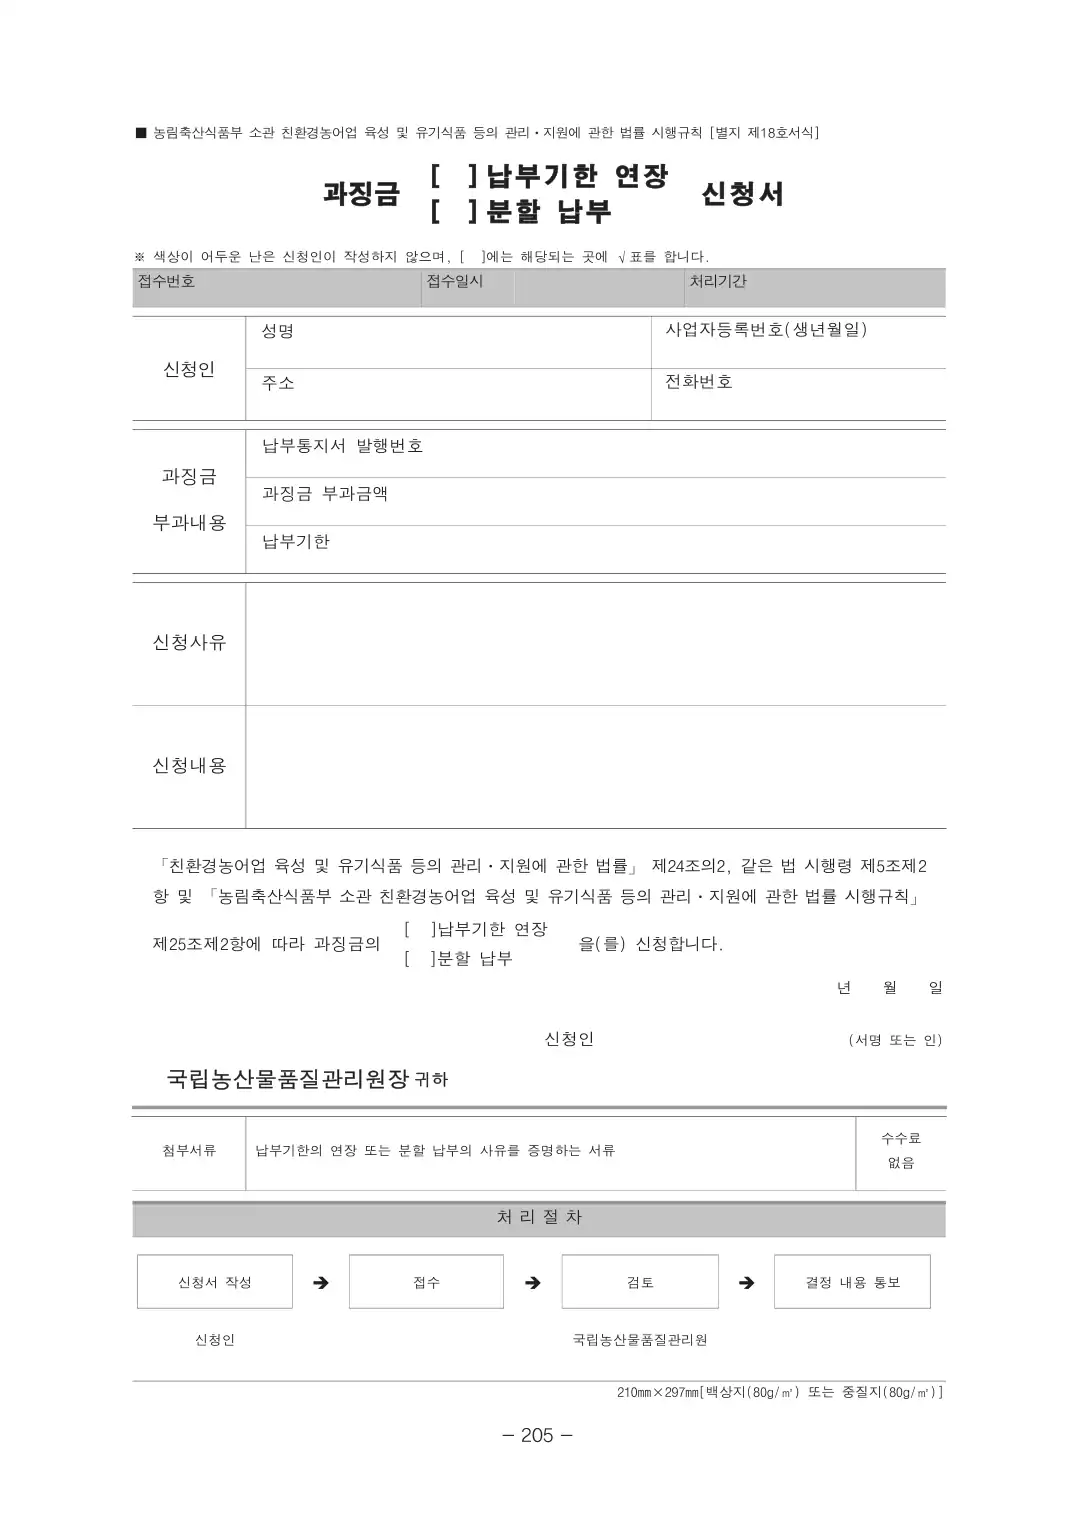 ■ 농림축산식품부 소관 친환경농어업 육성 및 유기식품 등의 관리·지원에 관한 법률 시행규칙 [별지 제18호서식]
과징금 [ ]납부기한 연장 신청서
[ ]분할 납부
※ 색상이 어두운 난은 신청인이 작성하지 않으며, [ ]에는 해당되는 곳에 √표를 합니다.
접수번호 접수일시 처리기간
신청인
성명 사업자등록번호(생년월일)
주소 전화번호
과징금
부과내용
납부통지서 발행번호
과징금 부과금액
납부기한
신청사유
신청내용
「친환경농어업 육성 및 유기식품 등의 관리·지원에 관한 법률」 제24조의2, 같은 법 시행령 제5조제2
항 및 「농림축산식품부 소관 친환경농어업 육성 및 유기식품 등의 관리·지원에 관한 법률 시행규칙」
제25조제2항에 따라 과징금의 [ ]납부기한 연장 을(를) 신청합니다.
[ ]분할 납부
년 월 일
신청인 (서명 또는 인)
국립농산물품질관리원장 귀하
첨부서류 납부기한의 연장 또는 분할 납부의 사유를 증명하는 서류
수수료
없음
처 리 절 차
신청서 작성 ➔ 접수 ➔ 검토 ➔ 결정 내용 통보
신청인 국립농산물품질관리원
210㎜×297㎜[백상지(80g/㎡) 또는 중질지(80g/㎡)]
- 205 -